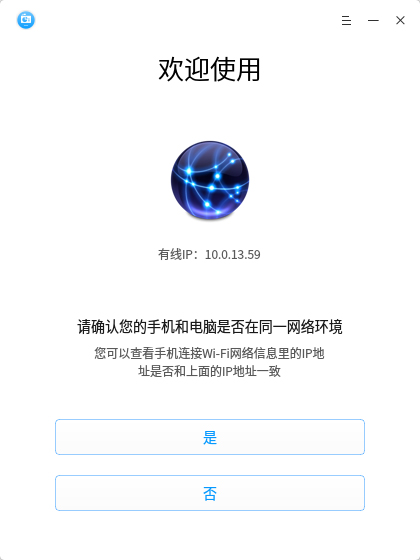 欢迎使用
有线IP：10.0.13.59
请确认您的手机和电脑是否在同一网络环境
您可以查看手机连接Wi-Fi网络信息里的IP地
址是否和上面的IP地址一致
是
否